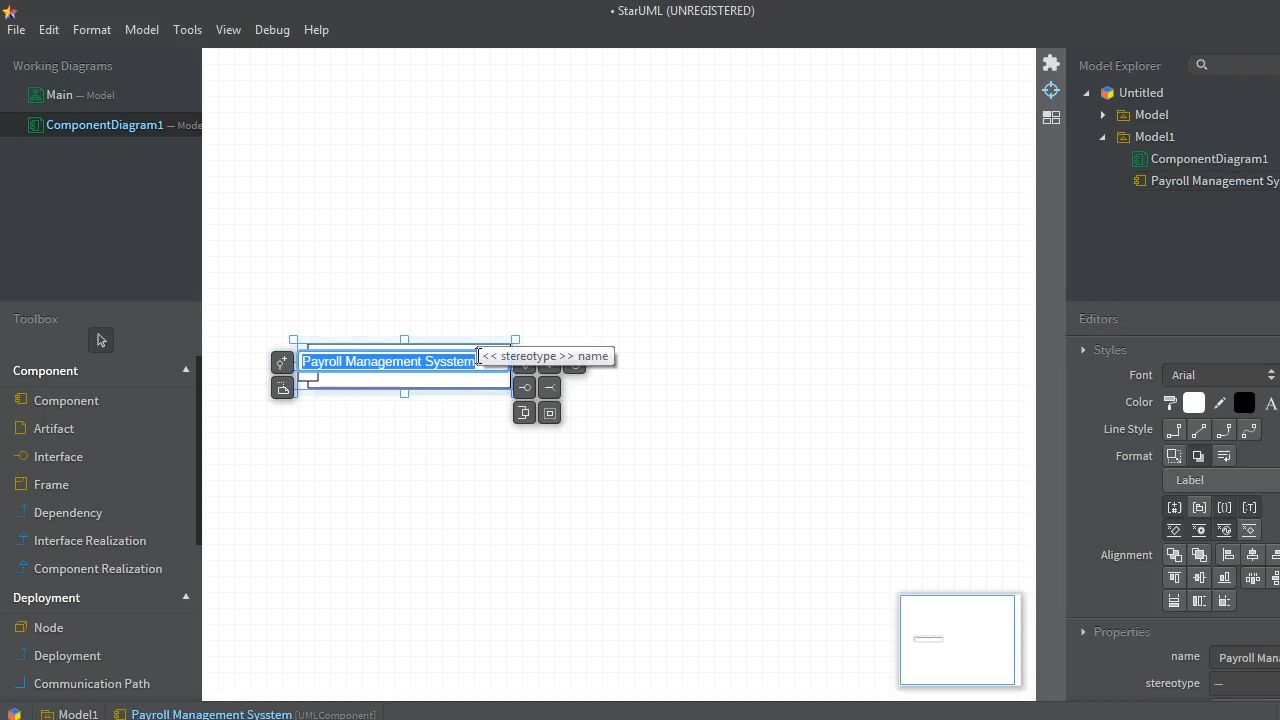 • StarUML (UNREGISTERED)
File Edit Format Model Tools View Debug Help
Working Diagrams
Main — Model
ComponentDiagram1 — Mode
Toolbox
Component
Component
Artifact
Interface
Frame
Dependency
Interface Realization
Component Realization
Deployment
Node
Deployment
Communication Path
Payroll Management Sysstem
<< stereotype >> name
Model Explorer
Untitled
Model
Model1
ComponentDiagram1
Payroll Management Sy
Editors
Styles
Font Arial
Color A
Line Style
Format
Label
Alignment
Properties
name Payroll Man
stereotype —
Model1 Payroll Management Sysstem [UMLComponent]